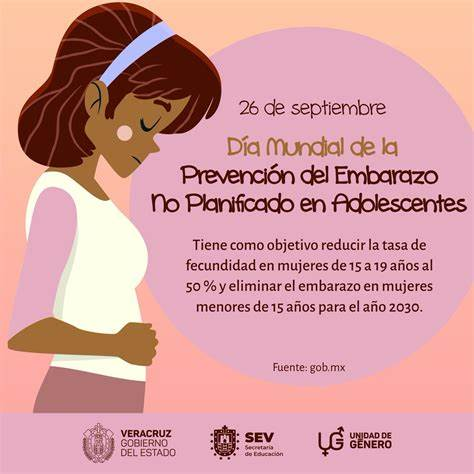 26 de septiembre
Día Mundial de la
Prevención del Embarazo
No Planificado en Adolescentes
Tiene como objetivo reducir la tasa de
fecundidad en mujeres de 15 a 19 años al
50 % y eliminar el embarazo en mujeres
menores de 15 años para el año 2030.
Fuente: gob.mx
VERACRUZ
GOBIERNO
DEL ESTADO
SEV
Secretaría
de Educación
UNIDAD DE
GÉNERO